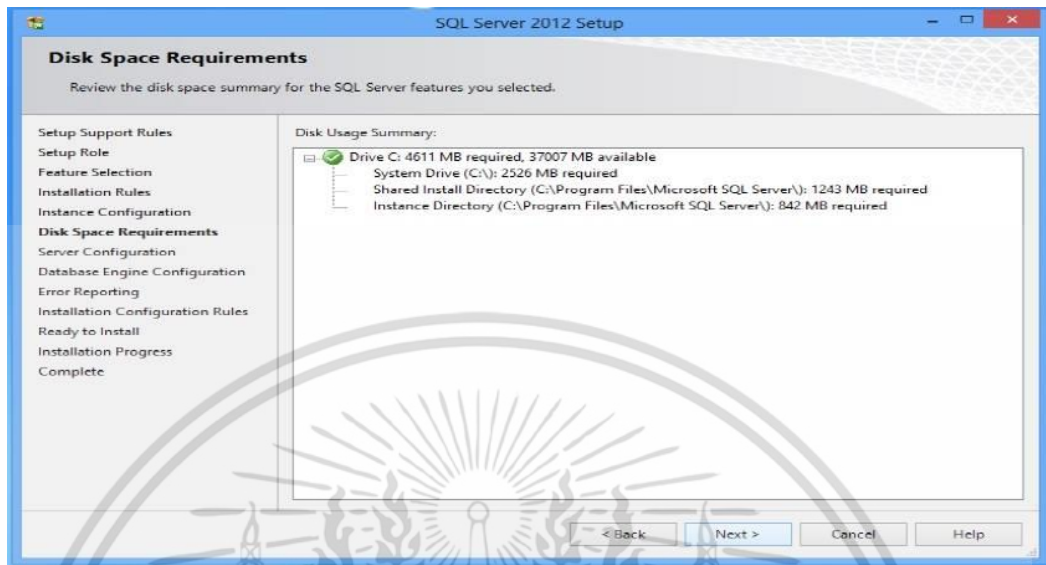 SQL Server 2012 Setup
Disk Space Requirements
Review the disk space summary for the SQL Server features you selected.
Setup Support Rules
Setup Role
Feature Selection
Installation Rules
Instance Configuration
Disk Space Requirements
Server Configuration
Database Engine Configuration
Error Reporting
Installation Configuration Rules
Ready to Install
Installation Progress
Complete
Disk Usage Summary:
Drive C: 4611 MB required, 37007 MB available
System Drive (C:\): 2526 MB required
Shared Install Directory (C:\Program Files\Microsoft SQL Server\): 1243 MB required
Instance Directory (C:\Program Files\Microsoft SQL Server\): 842 MB required
< Back
Next >
Cancel
Help